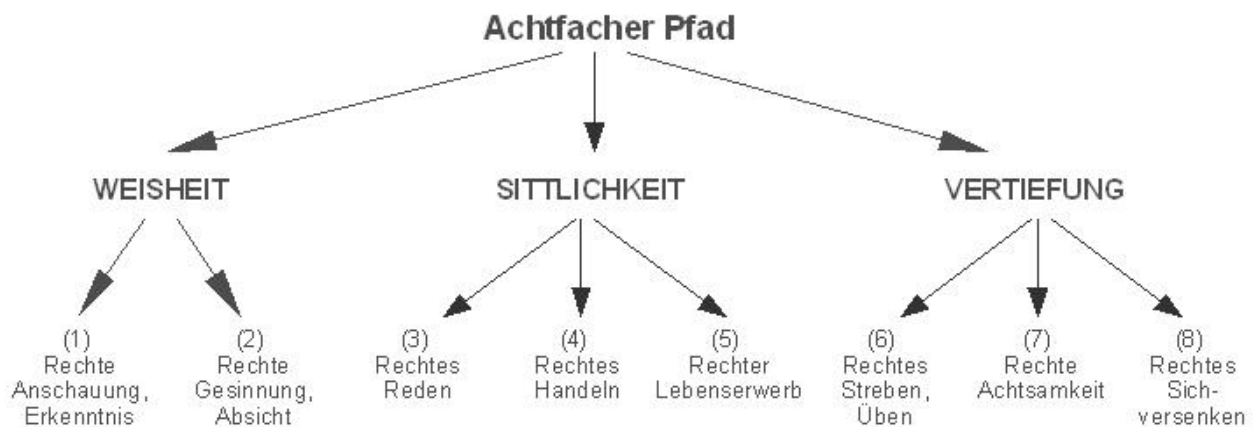 Achtfacher Pfad
WEISHEIT
SITTLICHKEIT
VERTIEFUNG
(1)
Rechte
Anschauung,
Erkenntnis
(2)
Rechte
Gesinnung,
Absicht
(3)
Rechtes
Reden
(4)
Rechtes
Handeln
(5)
Rechter
Lebenserwerb
(6)
Rechtes
Streben,
Üben
(7)
Rechte
Achtsamkeit
(8)
Rechtes
Sich-
versenken